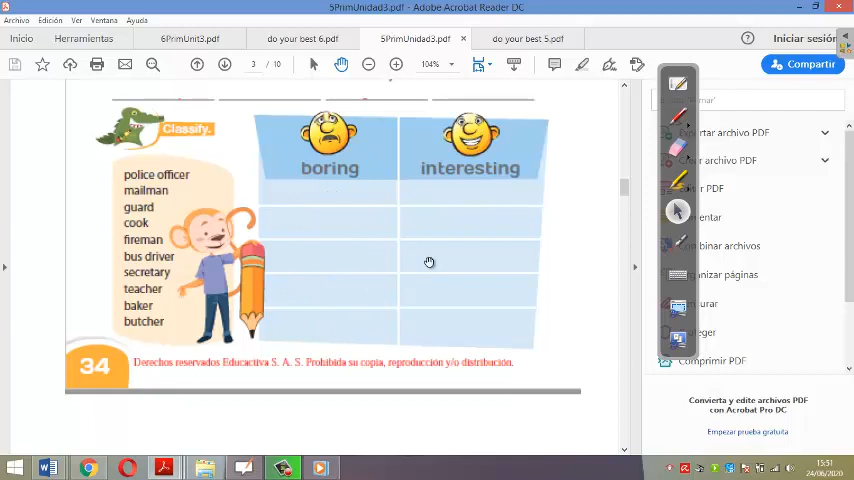 5PrimUnidad3.pdf - Adobe Acrobat Reader DC
Archivo Edición Ver Ventana Ayuda
Inicio Herramientas 6PrimUnit3.pdf do your best 6.pdf 5PrimUnidad3.pdf × do your best 5.pdf Iniciar sesión
3 / 10 104% Compartir
Classify.
boring interesting
police officer
mailman
guard
cook
fireman
bus driver
secretary
teacher
baker
butcher
34
Derechos reservados Educactiva S. A. S. Prohibida su copia, reproducción y/o distribución.
Exportar archivo PDF
PDF
PDF
archivos
páginas
Comprimir PDF
Convierta y edite archivos PDF
con Acrobat Pro DC
Empezar prueba gratuita
15:51
24/06/2020